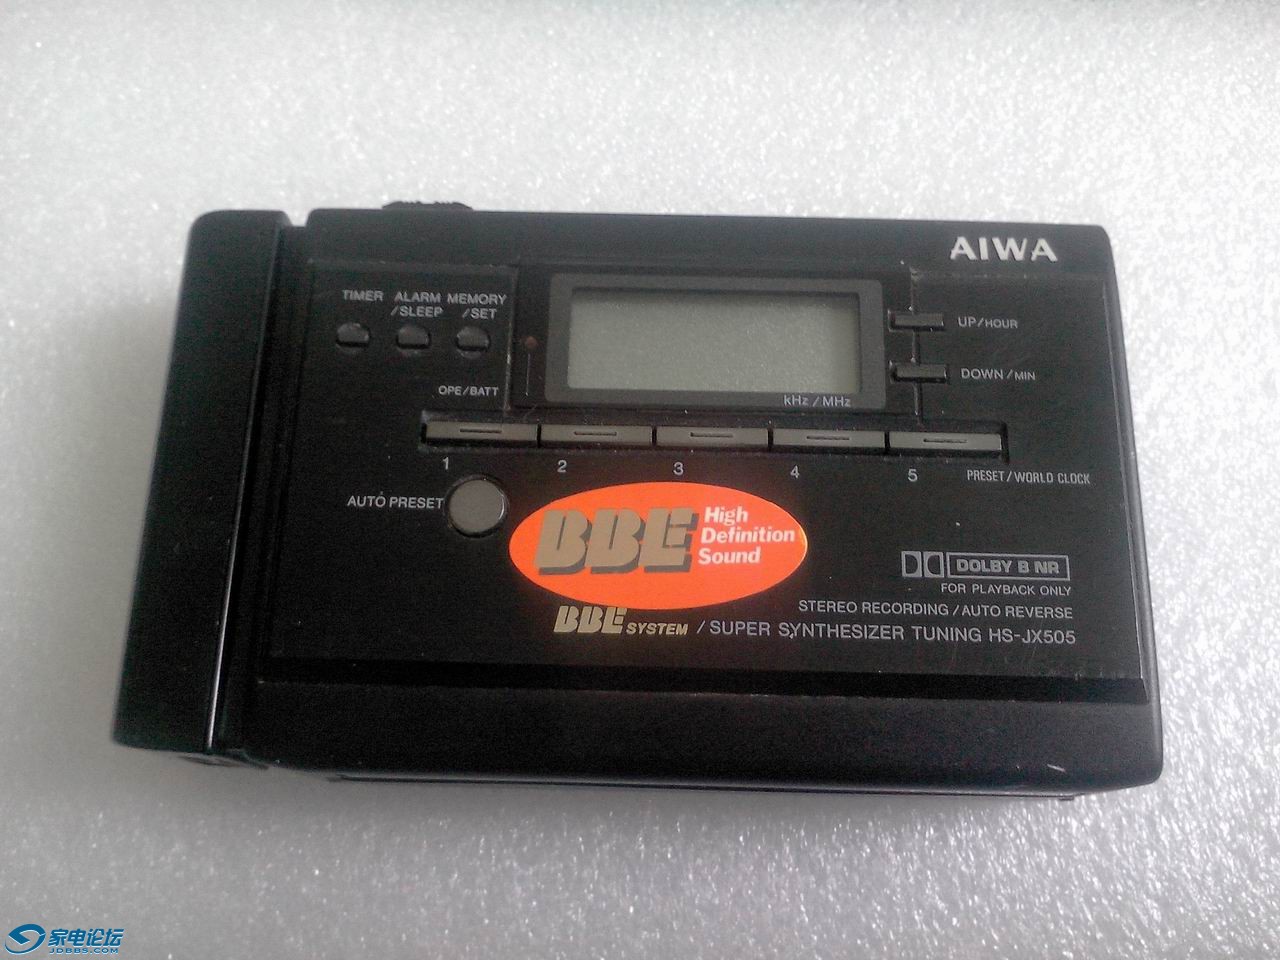 AIWA
TIMER
ALARM
/SLEEP
MEMORY
/SET
UP/HOUR
DOWN/MIN
OPE/BATT
kHz/MHz
1
2
3
4
5
PRESET/WORLD CLOCK
AUTO PRESET
BBE
High
Definition
Sound
DOLBY B NR
FOR PLAYBACK ONLY
STEREO RECORDING/AUTO REVERSE
BBE SYSTEM / SUPER SYNTHESIZER TUNING HS-JX505
家电论坛
JDBBS.COM